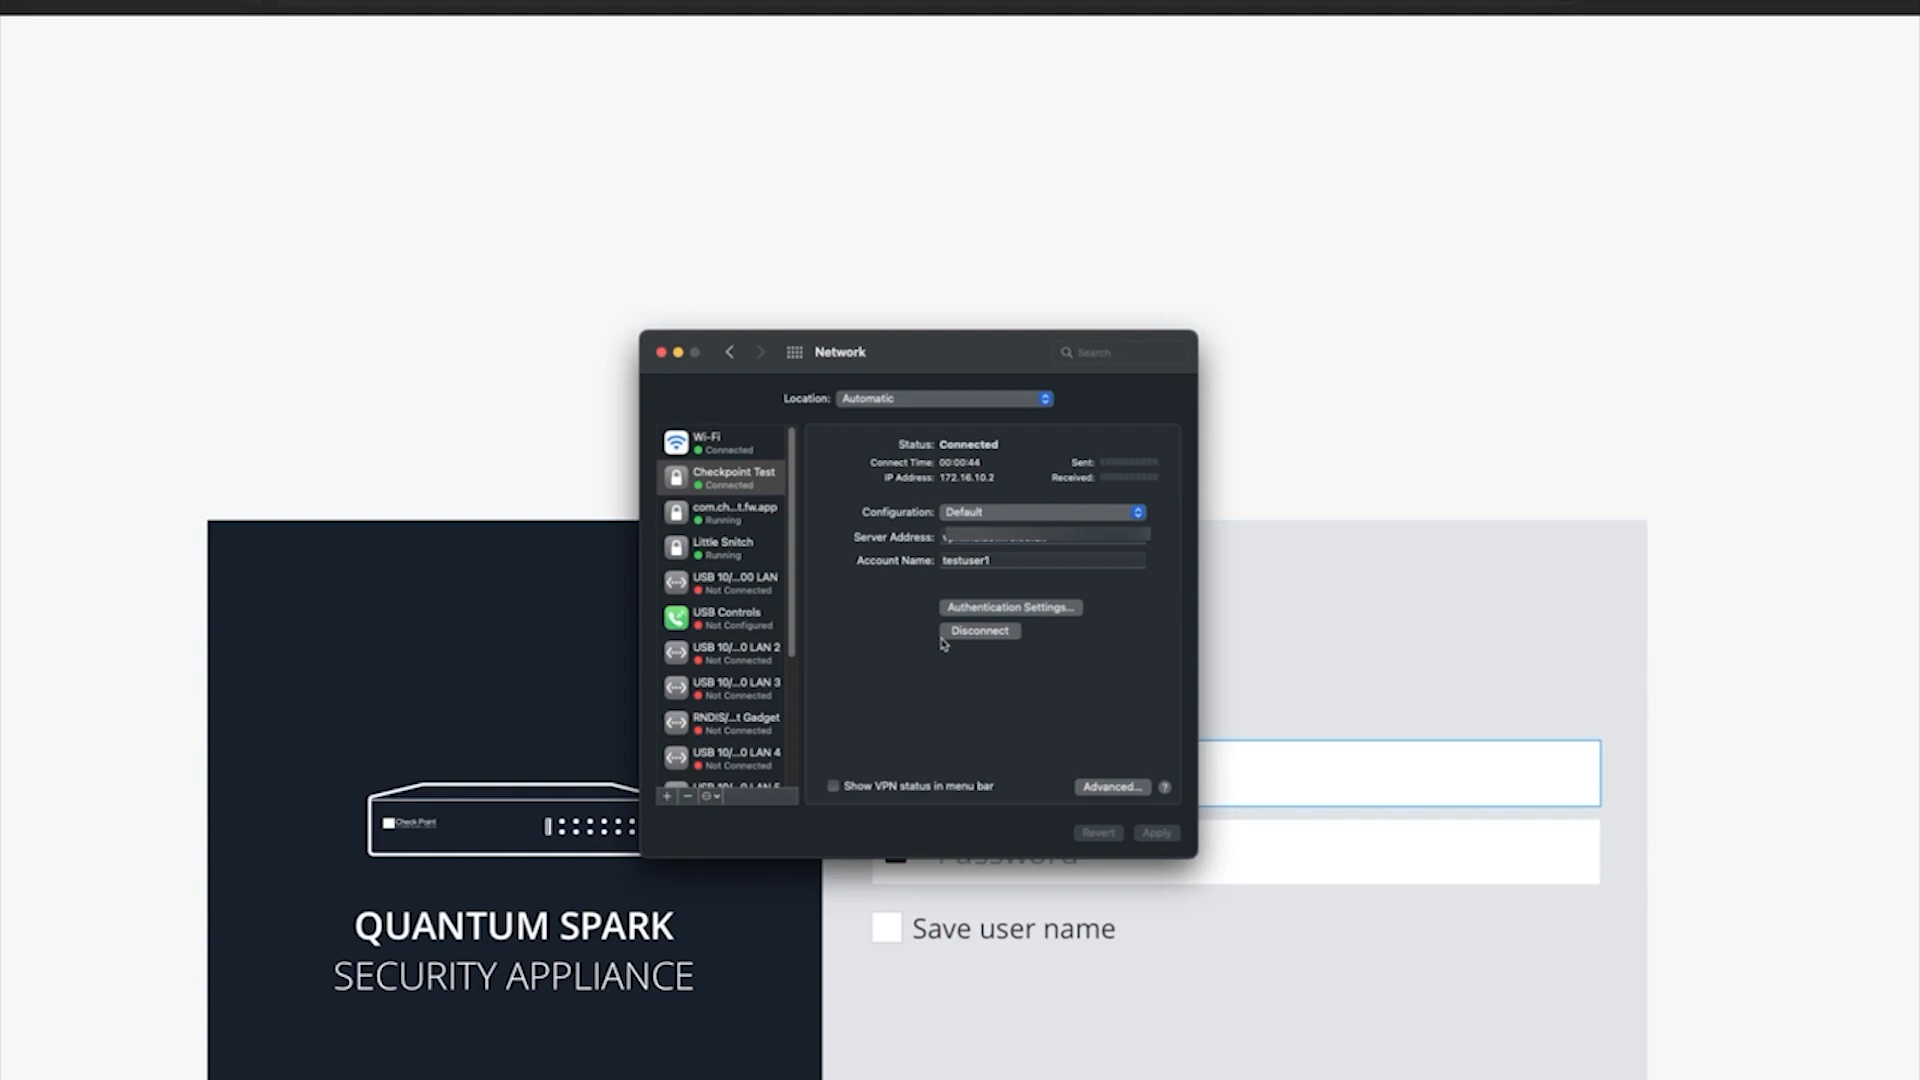 Network
Search
Location: Automatic
Wi-Fi
Connected
Checkpoint Test
Connected
com.ch...t.fw.app
Running
Little Snitch
Running
USB 10/...00 LAN
Not Connected
USB Controls
Not Configured
USB 10/...0 LAN 2
Not Connected
USB 10/...0 LAN 3
Not Connected
RNDIS/...t Gadget
Not Connected
USB 10/...0 LAN 4
Not Connected
Status: Connected
Connect Time: 00:00:44
Sent:
IP Address: 172.16.10.2
Received:
Configuration: Default
Server Address:
Account Name: testuser1
Authentication Settings...
Disconnect
Show VPN status in menu bar
Advanced...
?
Revert
Apply
Check Point
QUANTUM SPARK
SECURITY APPLIANCE
Password
Save user name